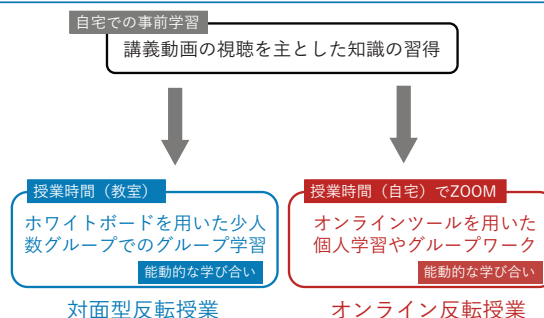 自宅での事前学習
講義動画の視聴を主とした知識の習得
授業時間（教室）
ホワイトボードを用いた少人
数グループでのグループ学習
能動的な学び合い
対面型反転授業
授業時間（自宅）でZOOM
オンラインツールを用いた
個人学習やグループワーク
能動的な学び合い
オンライン反転授業